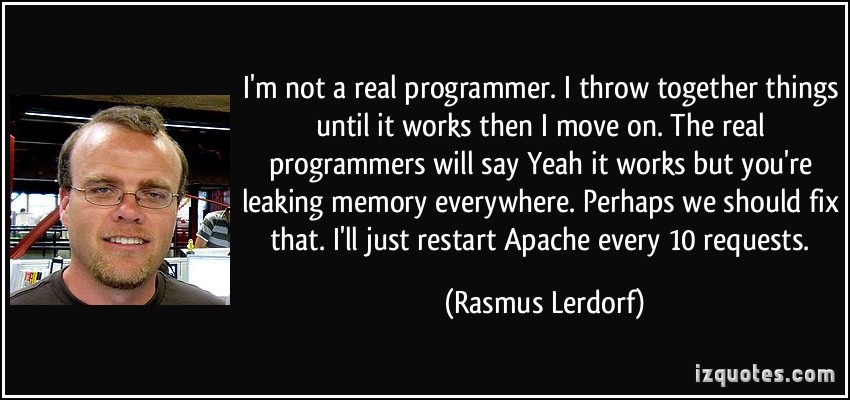 I'm not a real programmer. I throw together things
until it works then I move on. The real
programmers will say Yeah it works but you're
leaking memory everywhere. Perhaps we should fix
that. I'll just restart Apache every 10 requests.
(Rasmus Lerdorf)
izquotes.com